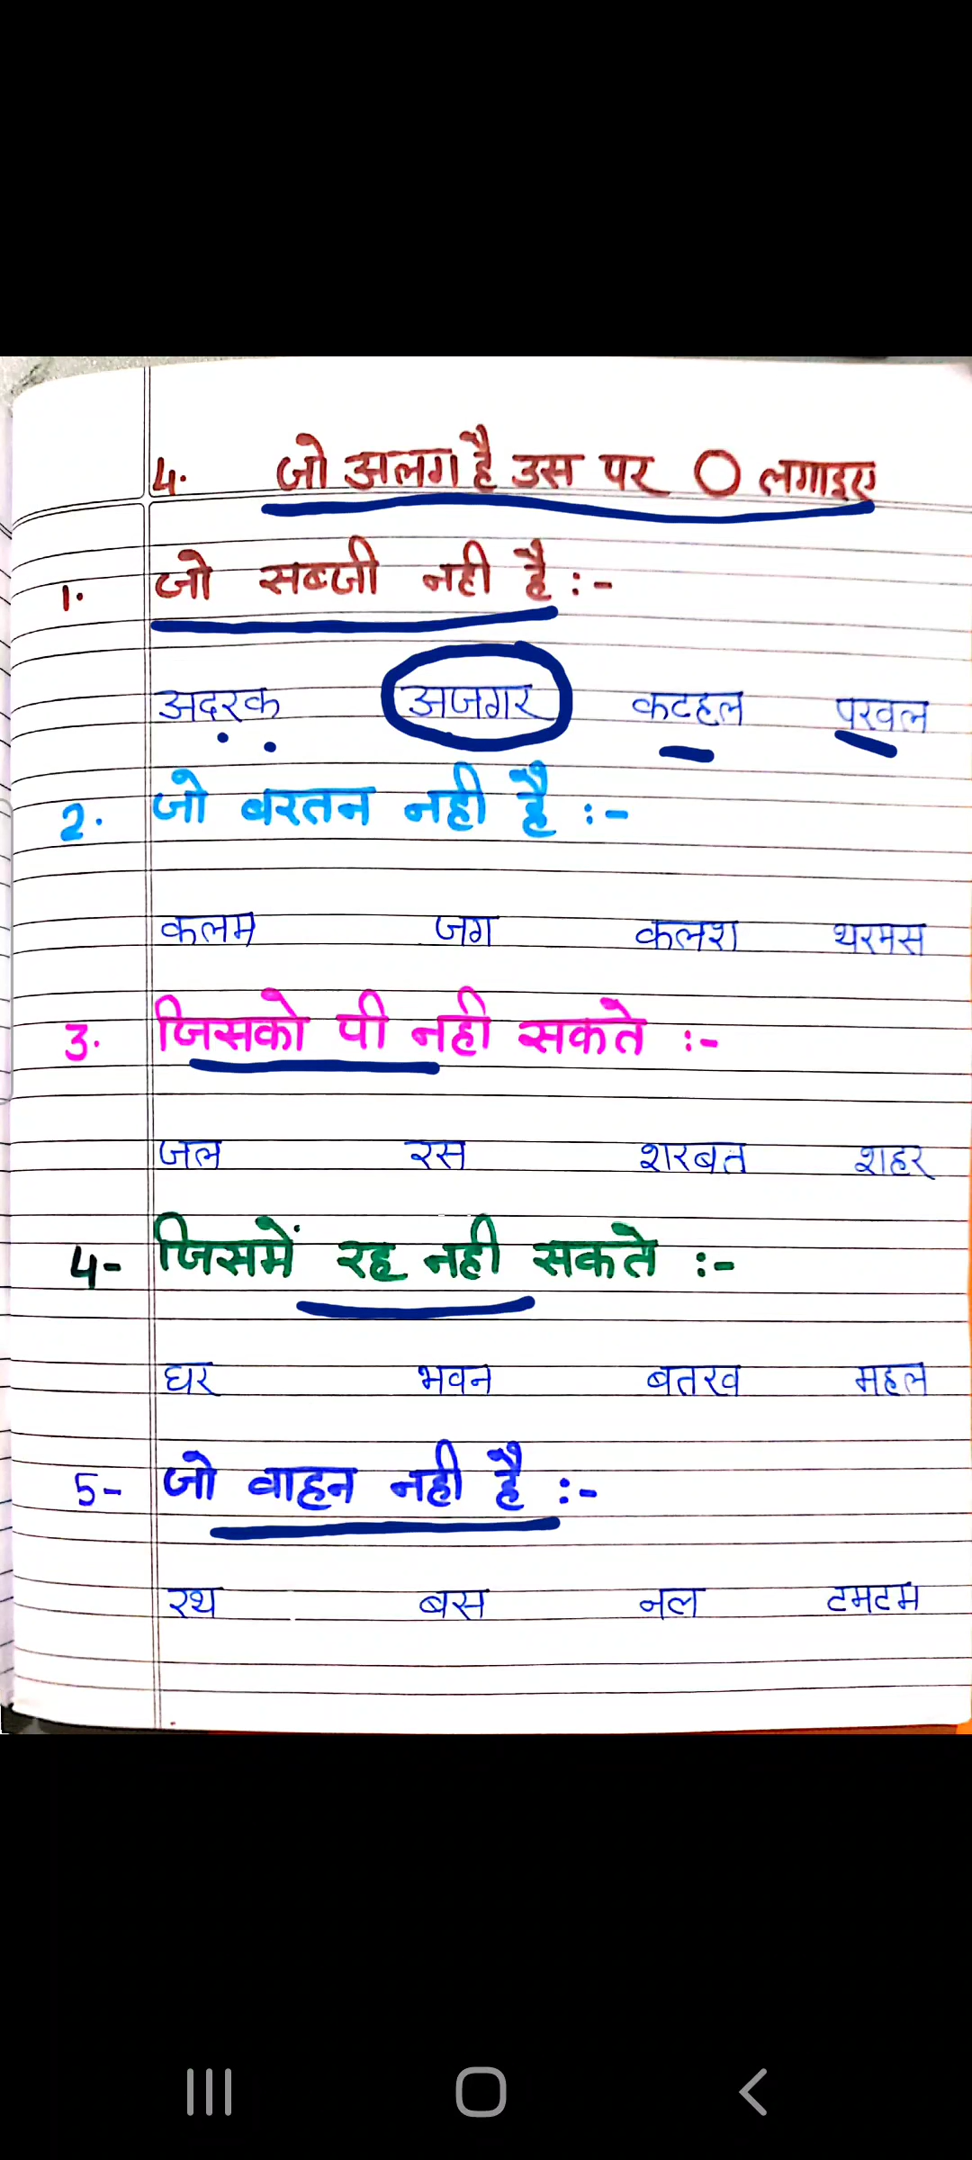 4. जो अलग है उस पर ○ लगाइए
1. जो सब्जी नही है :-
अदरक अजगर कटहल परवल
2. जो बरतन नही है :-
कलम जग कलश थरमस
3. जिसको पी नही सकते :-
जल रस शरबत शहर
4- जिसमें रह नही सकते :-
घर भवन बतख महल
5- जो वाहन नही है :-
रथ बस नल टमटम